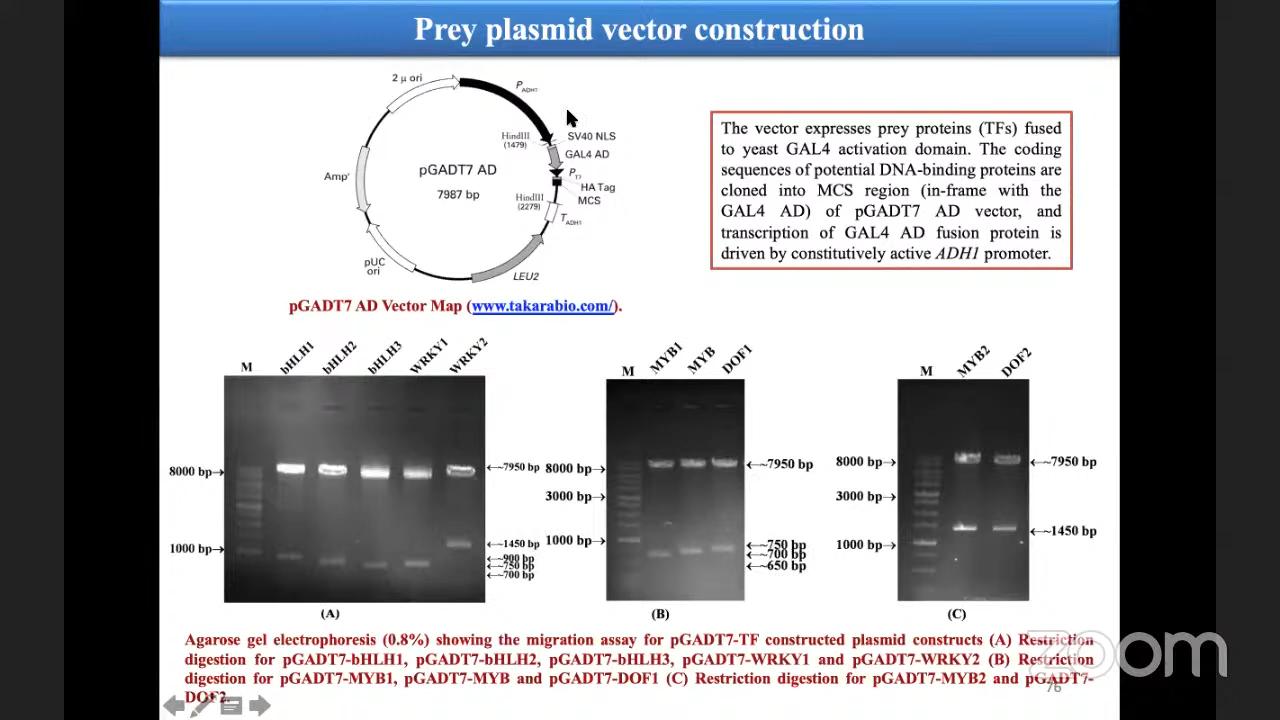 Prey plasmid vector construction
2 μ ori
P ADH1
HindIII
(1479)
SV40 NLS
GAL4 AD
pGADT7 AD
7987 bp
Amp^r
P T7
HA Tag
MCS
HindIII
(2279)
T ADH1
pUC
ori
LEU2
pGADT7 AD Vector Map (www.takarabio.com/).
The vector expresses prey proteins (TFs) fused
to yeast GAL4 activation domain. The coding
sequences of potential DNA-binding proteins are
cloned into MCS region (in-frame with the
GAL4 AD) of pGADT7 AD vector, and
transcription of GAL4 AD fusion protein is
driven by constitutively active ADH1 promoter.
M bHLH1 bHLH2 bHLH3 WRKY1 WRKY2
8000 bp→
←~7950 bp
1000 bp→
←~1450 bp
←~900 bp
←~750 bp
←~700 bp
(A)
M MYB1 MYB DOF1
8000 bp→
←~7950 bp
3000 bp→
1000 bp→
←~750 bp
←~700 bp
←~650 bp
(B)
M MYB2 DOF2
8000 bp→
←~7950 bp
3000 bp→
←~1450 bp
1000 bp→
(C)
Agarose gel electrophoresis (0.8%) showing the migration assay for pGADT7-TF constructed plasmid constructs (A) Restriction
digestion for pGADT7-bHLH1, pGADT7-bHLH2, pGADT7-bHLH3, pGADT7-WRKY1 and pGADT7-WRKY2 (B) Restriction
digestion for pGADT7-MYB1, pGADT7-MYB and pGADT7-DOF1 (C) Restriction digestion for pGADT7-MYB2 and pGADT7-
DOF2.
76
zoom